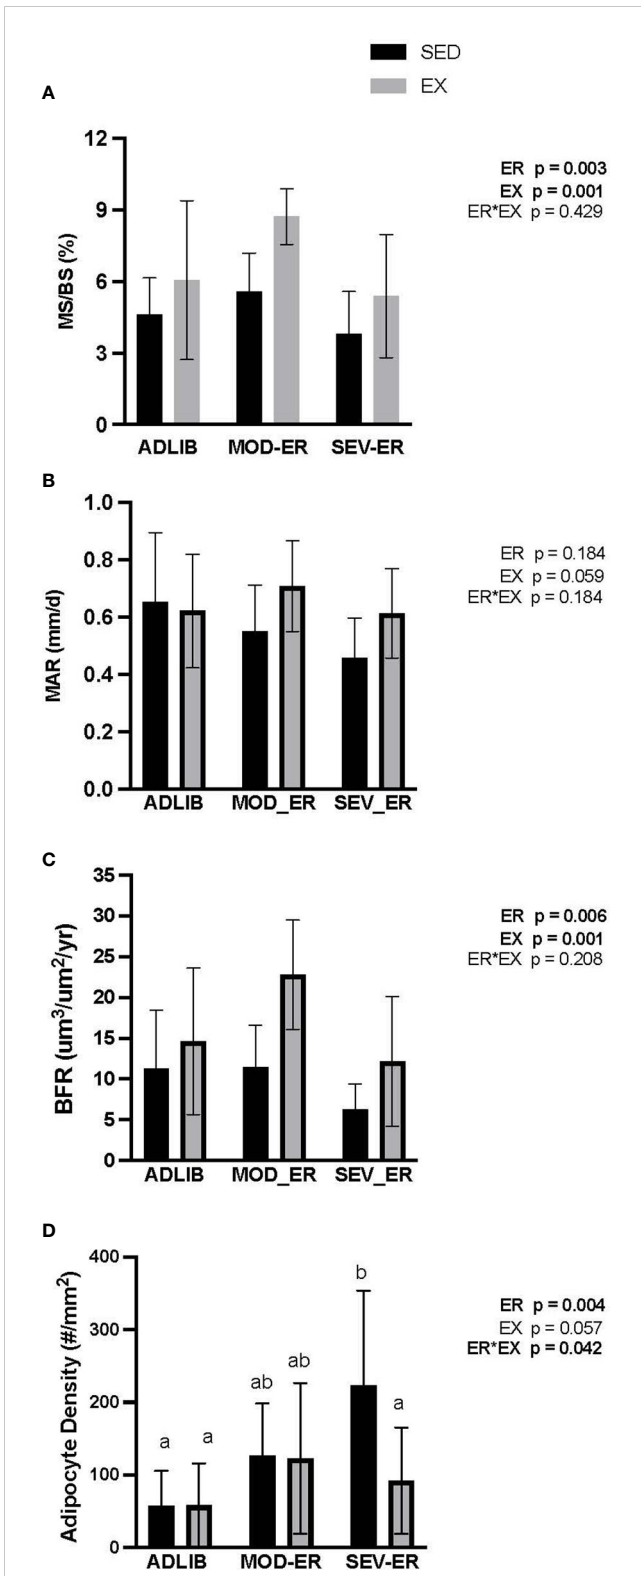 SED
EX
A
12
9
6
3
0
MS/BS (%)
ADLIB MOD-ER SEV-ER
ER p = 0.003
EX p = 0.001
ER*EX p = 0.429
B
1.0
0.8
0.6
0.4
0.2
0.0
MAR (mm/d)
ADLIB MOD_ER SEV_ER
ER p = 0.184
EX p = 0.059
ER*EX p = 0.184
C
35
30
25
20
15
10
5
0
BFR (um³/um²/yr)
ADLIB MOD_ER SEV_ER
ER p = 0.006
EX p = 0.001
ER*EX p = 0.208
D
400
300
200
100
0
Adipocyte Density (#/mm²)
a a ab ab b a
ADLIB MOD-ER SEV-ER
ER p = 0.004
EX p = 0.057
ER*EX p = 0.042